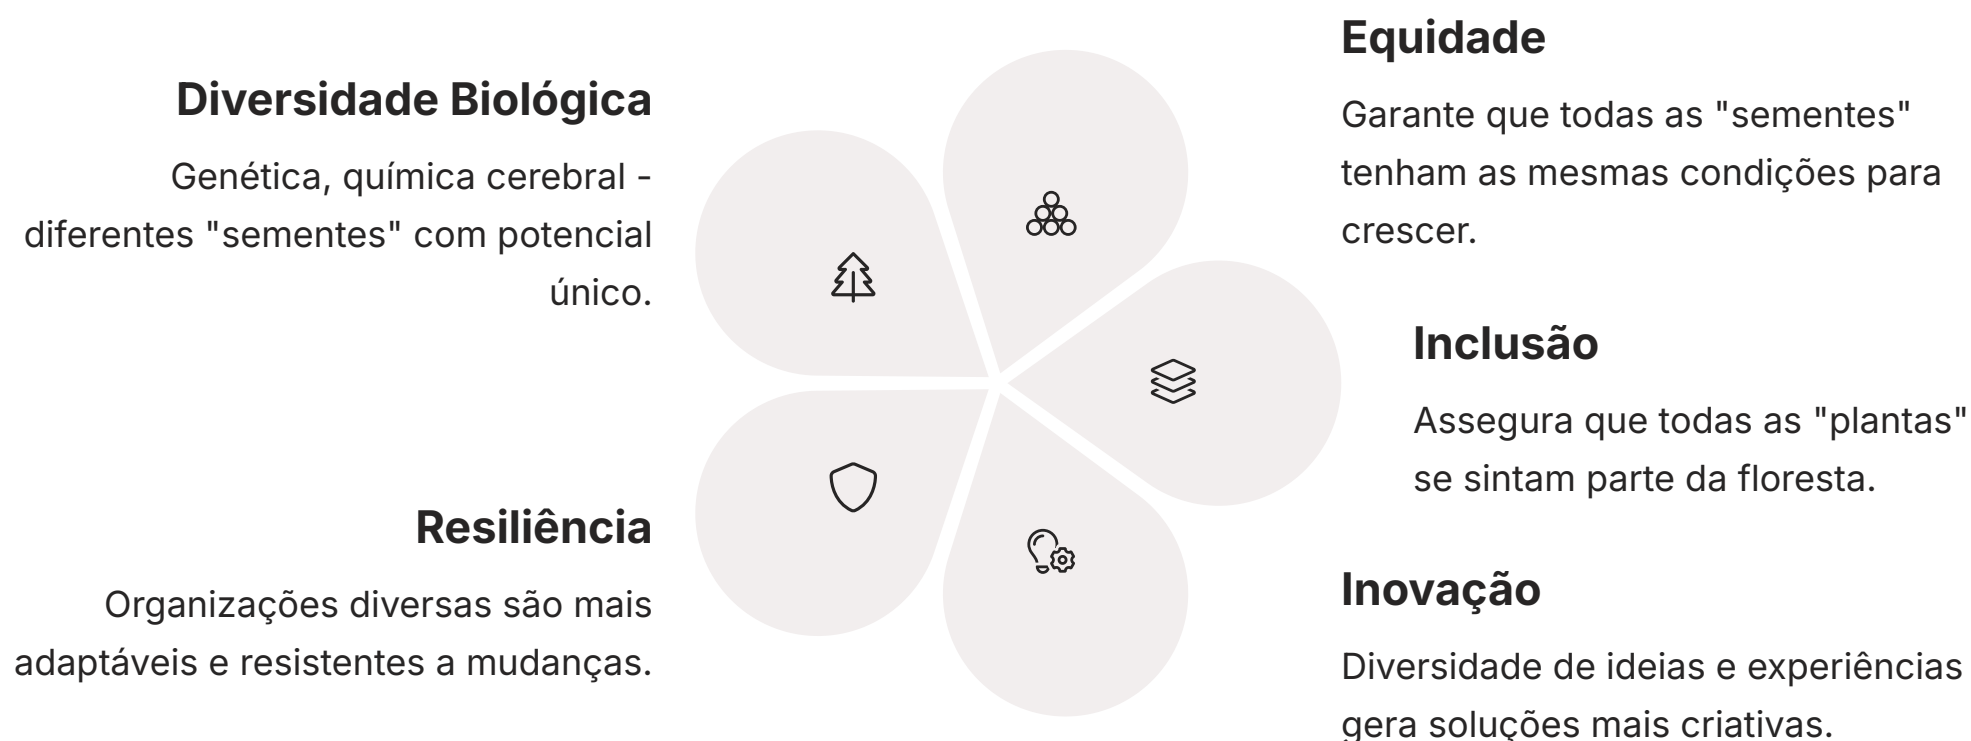 Diversidade Biológica
Genética, química cerebral -
diferentes "sementes" com potencial
único.
Equidade
Garante que todas as "sementes"
tenham as mesmas condições para
crescer.
Inclusão
Assegura que todas as "plantas"
se sintam parte da floresta.
Inovação
Diversidade de ideias e experiências
gera soluções mais criativas.
Resiliência
Organizações diversas são mais
adaptáveis e resistentes a mudanças.